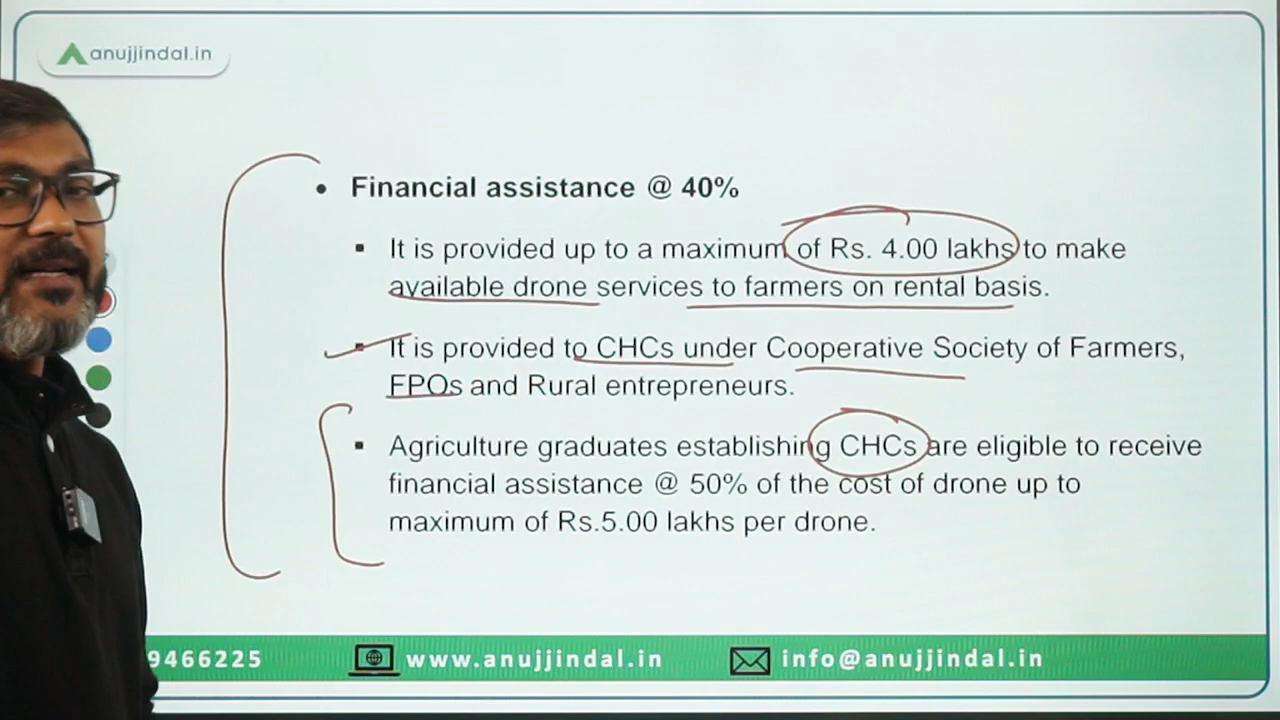 anujjindal.in
• Financial assistance @ 40%
▪ It is provided up to a maximum of Rs. 4.00 lakhs to make
available drone services to farmers on rental basis.
▪ It is provided to CHCs under Cooperative Society of Farmers,
FPOs and Rural entrepreneurs.
▪ Agriculture graduates establishing CHCs are eligible to receive
financial assistance @ 50% of the cost of drone up to
maximum of Rs.5.00 lakhs per drone.
9466225 www.anujjindal.in info@anujjindal.in